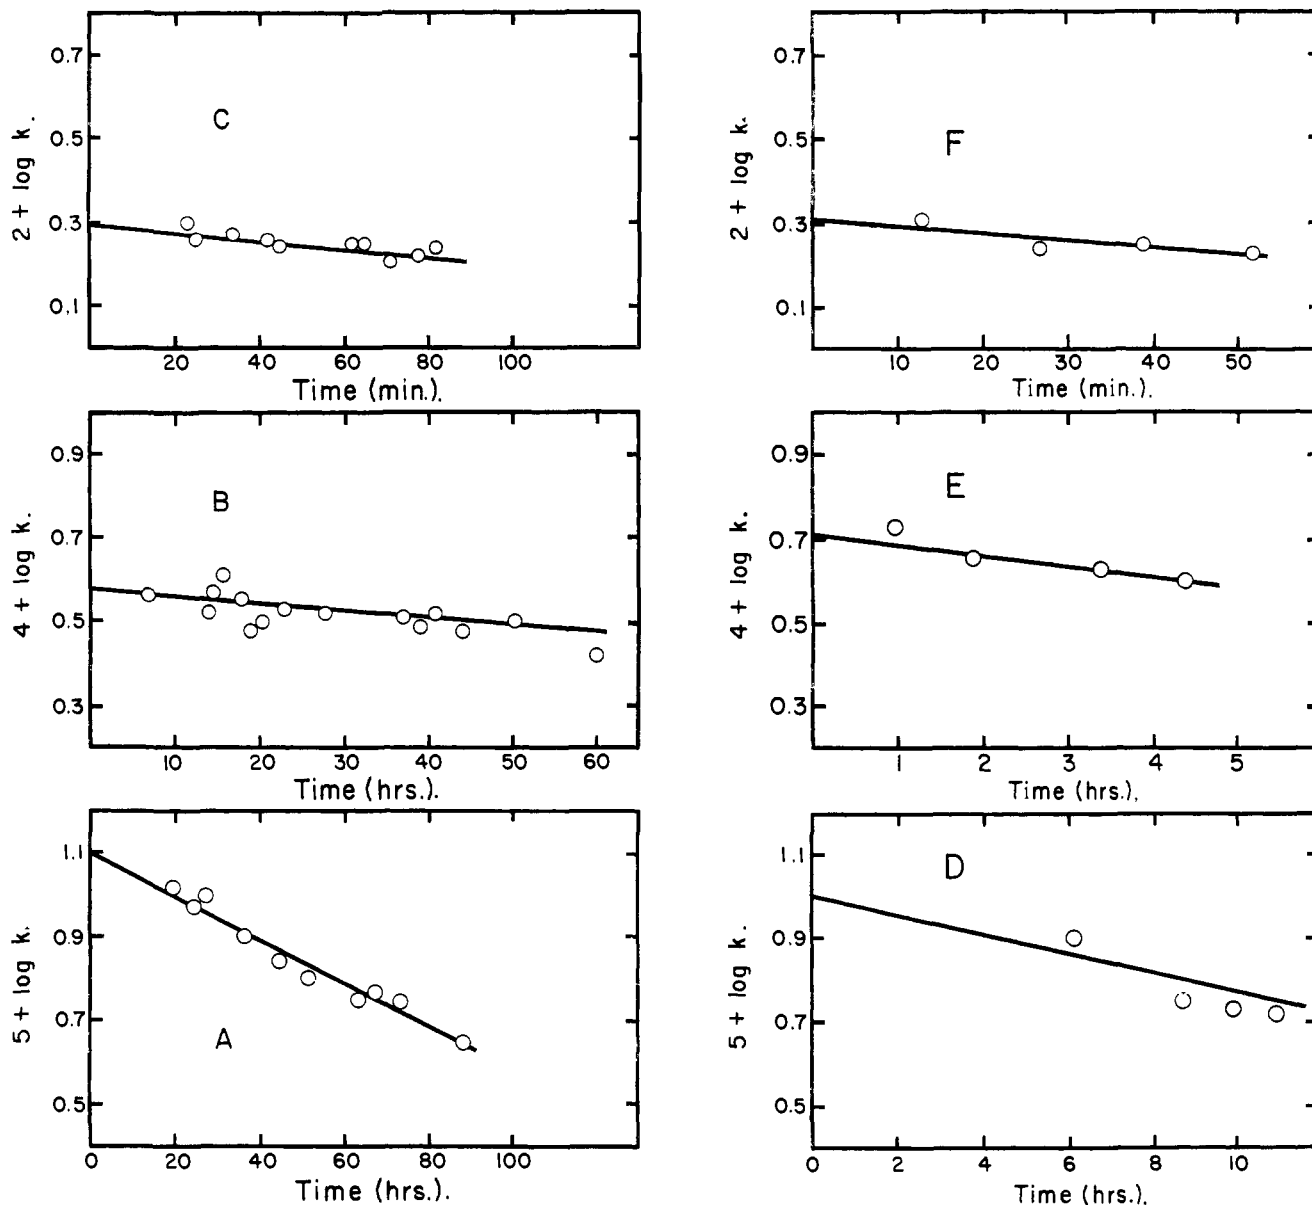 2 + log k.
0.7
0.5
0.3
0.1
C
20 40 60 80 100
Time (min.).
2 + log k.
0.7
0.5
0.3
0.1
F
10 20 30 40 50
Time (min.).
4 + log k.
0.9
0.7
0.5
0.3
B
10 20 30 40 50 60
Time (hrs.).
4 + log k.
0.9
0.7
0.5
0.3
E
1 2 3 4 5
Time (hrs.).
5 + log k.
1.1
0.9
0.7
0.5
A
0 20 40 60 80 100
Time (hrs.).
5 + log k.
1.1
0.9
0.7
0.5
D
0 2 4 6 8 10
Time (hrs.).